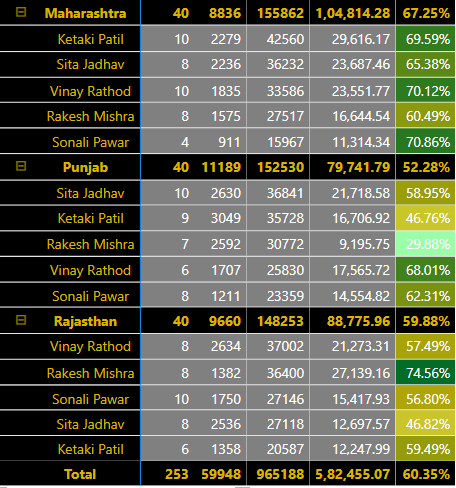 Maharashtra 40 8836 155862 1,04,814.28 67.25%
Ketaki Patil 10 2279 42560 29,616.17 69.59%
Sita Jadhav 8 2236 36232 23,687.46 65.38%
Vinay Rathod 10 1835 33586 23,551.77 70.12%
Rakesh Mishra 8 1575 27517 16,644.54 60.49%
Sonali Pawar 4 911 15967 11,314.34 70.86%
Punjab 40 11189 152530 79,741.79 52.28%
Sita Jadhav 10 2630 36841 21,718.58 58.95%
Ketaki Patil 9 3049 35728 16,706.92 46.76%
Rakesh Mishra 7 2592 30772 9,195.75 29.88%
Vinay Rathod 6 1707 25830 17,565.72 68.01%
Sonali Pawar 8 1211 23359 14,554.82 62.31%
Rajasthan 40 9660 148253 88,775.96 59.88%
Vinay Rathod 8 2634 37002 21,273.31 57.49%
Rakesh Mishra 8 1382 36400 27,139.16 74.56%
Sonali Pawar 10 1750 27146 15,417.93 56.80%
Sita Jadhav 8 2536 27118 12,697.57 46.82%
Ketaki Patil 6 1358 20587 12,247.99 59.49%
Total 253 59948 965188 5,82,455.07 60.35%